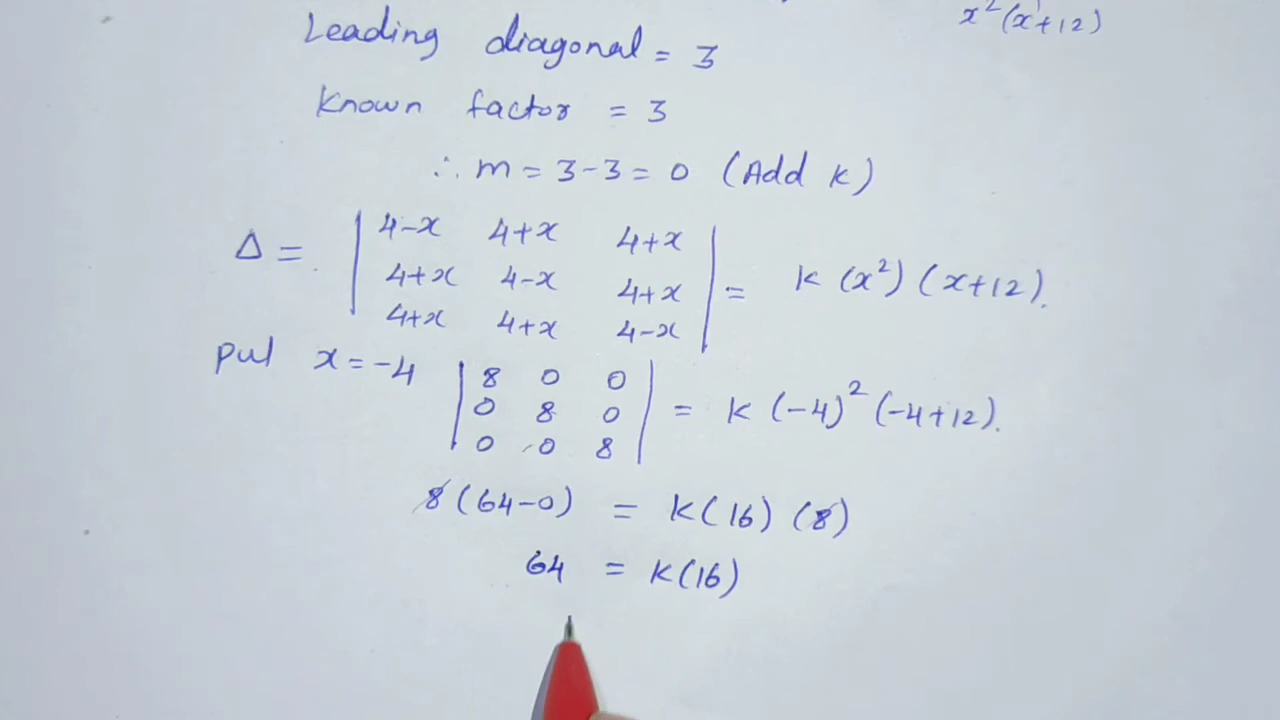 x²(x+12)
Leading diagonal = 3
Known factor = 3
∴ m = 3-3 = 0 (Add k)
Δ = | 4-x 4+x 4+x |
| 4+x 4-x 4+x | = k (x²) (x+12).
| 4+x 4+x 4-x |
put x = -4 | 8 0 0 |
| 0 8 0 | = k (-4)² (-4+12).
| 0 0 8 |
8 (64-0) = k(16) (8)
64 = k(16)